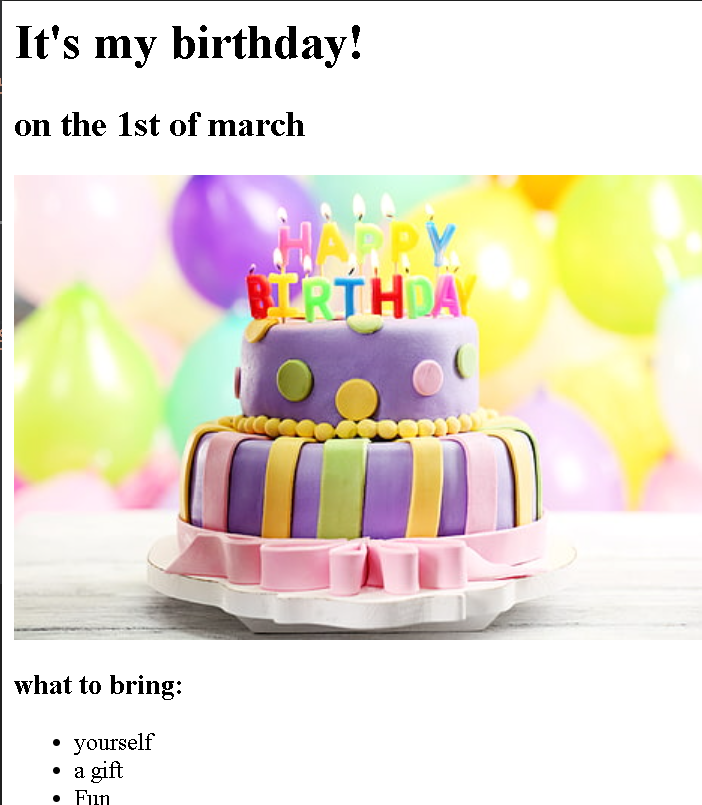 It's my birthday!
on the 1st of march
HAPPY
BIRTHDAY
what to bring:
yourself
a gift
Fun